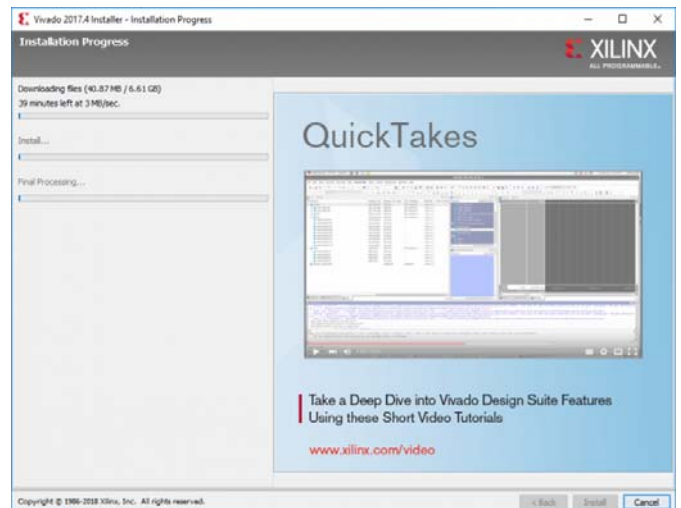 Vivado 2017.4 Installer - Installation Progress
Installation Progress
XILINX
ALL PROGRAMMABLE.
Downloading files (40.87 MB / 6.61 GB)
39 minutes left at 3 MB/sec.
Install...
Final Processing...
QuickTakes
Take a Deep Dive into Vivado Design Suite Features
Using these Short Video Tutorials
www.xilinx.com/video
Copyright © 1986-2018 Xilinx, Inc. All rights reserved.
< Back Install Cancel